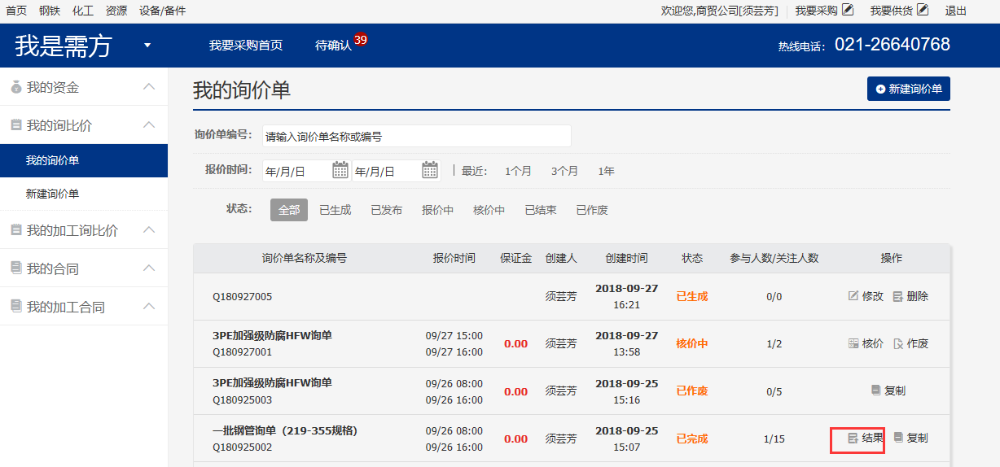 首页 钢铁 化工 资源 设备/备件 欢迎您,商贸公司[须芸芳] 我要采购 我要供货 退出
我是需方 我要采购首页 待确认 39 热线电话: 021-26640768
我的资金
我的询比价
我的询价单
新建询价单
我的加工询比价
我的合同
我的加工合同
我的询价单 新建询价单
询价单编号: 请输入询价单名称或编号
报价时间: 年/月/日 年/月/日 最近: 1个月 3个月 1年
状态: 全部 已生成 已发布 报价中 核价中 已结束 已作废
询价单名称及编号 报价时间 保证金 创建人 创建时间 状态 参与人数/关注人数 操作
Q180927005 须芸芳 2018-09-27 16:21 已生成 0/0 修改 删除
3PE加强级防腐HFW询单 09/27 15:00 0.00 须芸芳 2018-09-27 核价中 1/2 核价 作废
Q180927001 09/27 16:00 13:58
3PE加强级防腐HFW询单 09/26 08:00 0.00 须芸芳 2018-09-25 已作废 0/5 复制
Q180925003 09/26 16:00 15:16
一批钢管询单（219-355规格） 09/26 08:00 0.00 须芸芳 2018-09-25 已完成 1/15 结果 复制
Q180925002 09/26 16:00 15:07